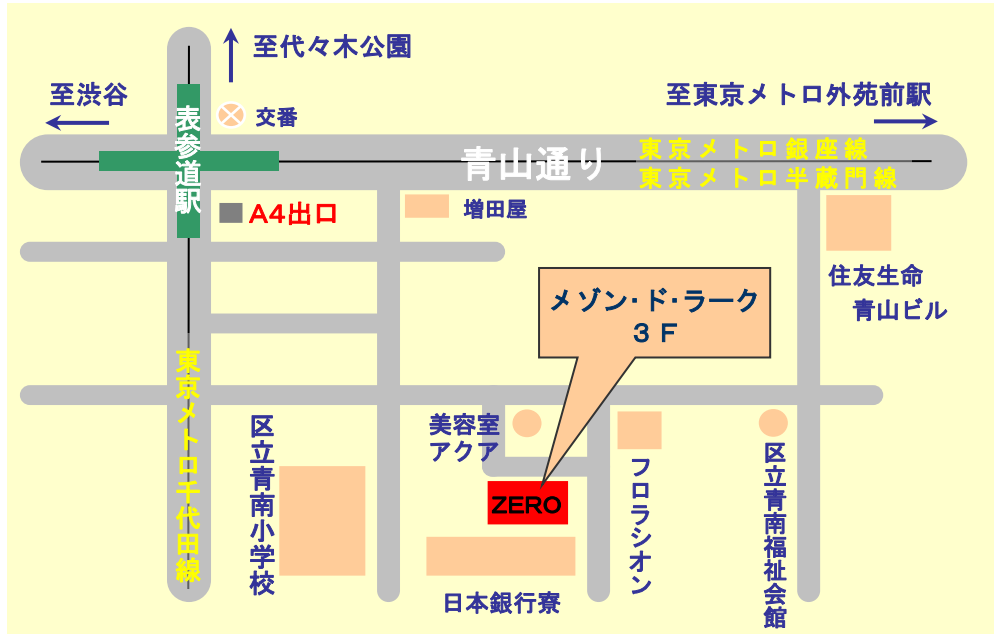 至代々木公園
至渋谷
至東京メトロ外苑前駅
交番
表参道駅
青山通り
東京メトロ銀座線
東京メトロ半蔵門線
A4出口
増田屋
住友生命
青山ビル
メゾン・ド・ラーク
３Ｆ
東京メトロ千代田線
区立青南小学校
美容室
アクア
フロラシオン
区立青南福祉会館
ZERO
日本銀行寮